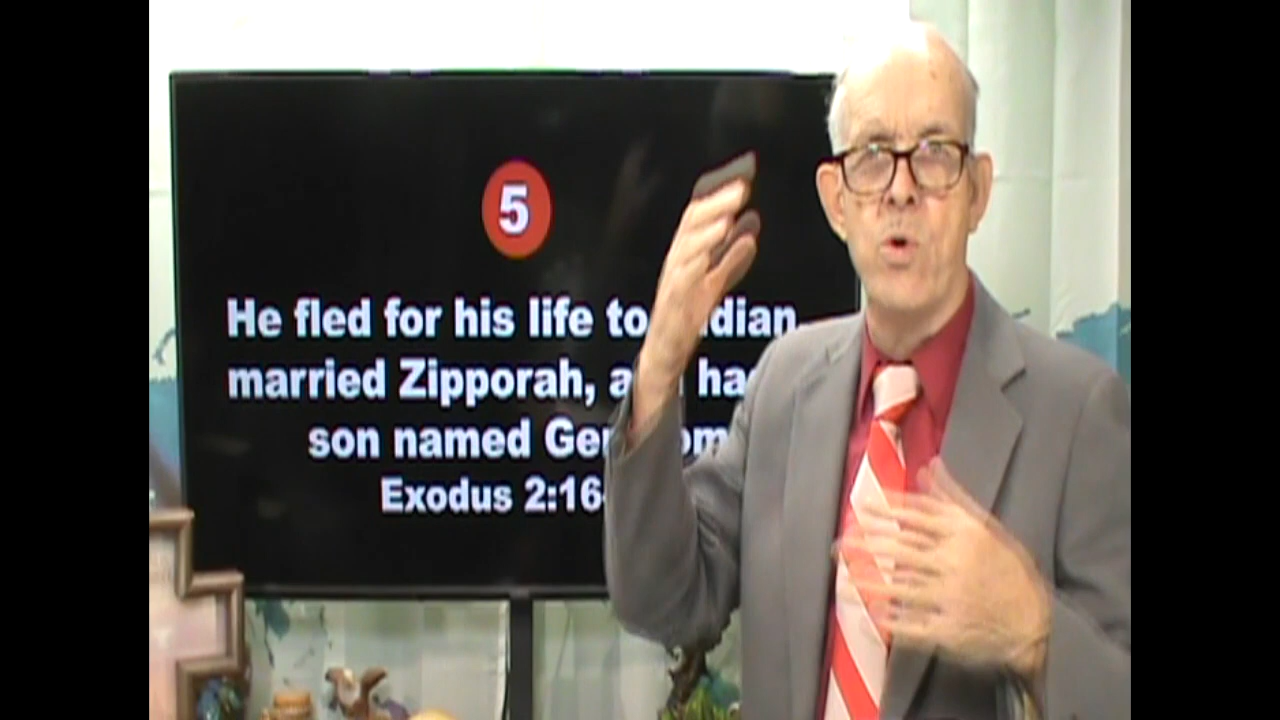 5
He fled for his life to
married Zipporah,
son named
Exodus 2:16